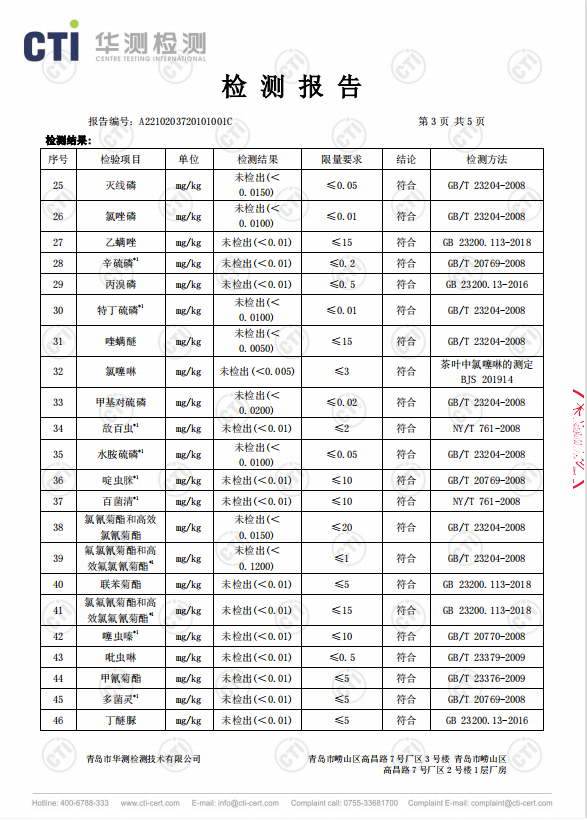 CTI 华测检测
CENTRE TESTING INTERNATIONAL
检测报告
报告编号: A2210203720101001C 第 3 页 共 5 页
检测结果:
序号 检验项目 单位 检测结果 限量要求 结论 检测方法
25 灭线磷 mg/kg 未检出(< 0.0150) ≤0.05 符合 GB/T 23204-2008
26 氯唑磷 mg/kg 未检出(< 0.0100) ≤0.01 符合 GB/T 23204-2008
27 乙螨唑 mg/kg 未检出(<0.01) ≤15 符合 GB 23200.113-2018
28 辛硫磷*1 mg/kg 未检出(<0.01) ≤0.2 符合 GB/T 20769-2008
29 丙溴磷 mg/kg 未检出(<0.01) ≤0.5 符合 GB 23200.13-2016
30 特丁硫磷*1 mg/kg 未检出(< 0.0100) ≤0.01 符合 GB/T 23204-2008
31 喹螨醚 mg/kg 未检出(< 0.0050) ≤15 符合 GB/T 23204-2008
32 氯噻啉 mg/kg 未检出(<0.005) ≤3 符合 茶叶中氯噻啉的测定 BJS 201914
33 甲基对硫磷 mg/kg 未检出(< 0.0200) ≤0.02 符合 GB/T 23204-2008
34 敌百虫*1 mg/kg 未检出(<0.01) ≤2 符合 NY/T 761-2008
35 水胺硫磷*1 mg/kg 未检出(< 0.0100) ≤0.05 符合 GB/T 23204-2008
36 啶虫脒*1 mg/kg 未检出(<0.01) ≤10 符合 GB/T 20769-2008
37 百菌清*1 mg/kg 未检出(<0.01) ≤10 符合 NY/T 761-2008
38 氯氰菊酯和高效氯氰菊酯 mg/kg 未检出(< 0.0150) ≤20 符合 GB/T 23204-2008
39 氟氯氰菊酯和高效氟氯氰菊酯*1 mg/kg 未检出(< 0.1200) ≤1 符合 GB/T 23204-2008
40 联苯菊酯 mg/kg 未检出(<0.01) ≤5 符合 GB 23200.113-2018
41 氯氟氰菊酯和高效氯氟氰菊酯*1 mg/kg 未检出(<0.01) ≤15 符合 GB 23200.113-2018
42 噻虫嗪*1 mg/kg 未检出(<0.01) ≤10 符合 GB/T 20770-2008
43 吡虫啉 mg/kg 未检出(<0.01) ≤0.5 符合 GB/T 23379-2009
44 甲氰菊酯 mg/kg 未检出(<0.01) ≤5 符合 GB/T 23376-2009
45 多菌灵*1 mg/kg 未检出(<0.01) ≤5 符合 GB/T 20769-2008
46 丁醚脲 mg/kg 未检出(<0.01) ≤5 符合 GB 23200.13-2016
青岛市华测检测技术有限公司 青岛市崂山区高昌路 7 号厂区 3 号楼 青岛市崂山区
高昌路 7 号厂区 2 号楼 1 层厂房
Hotline: 400-6788-333 www.cti-cert.com E-mail: info@cti-cert.com Complaint call: 0755-33681700 Complaint E-mail: complaint@cti-cert.com